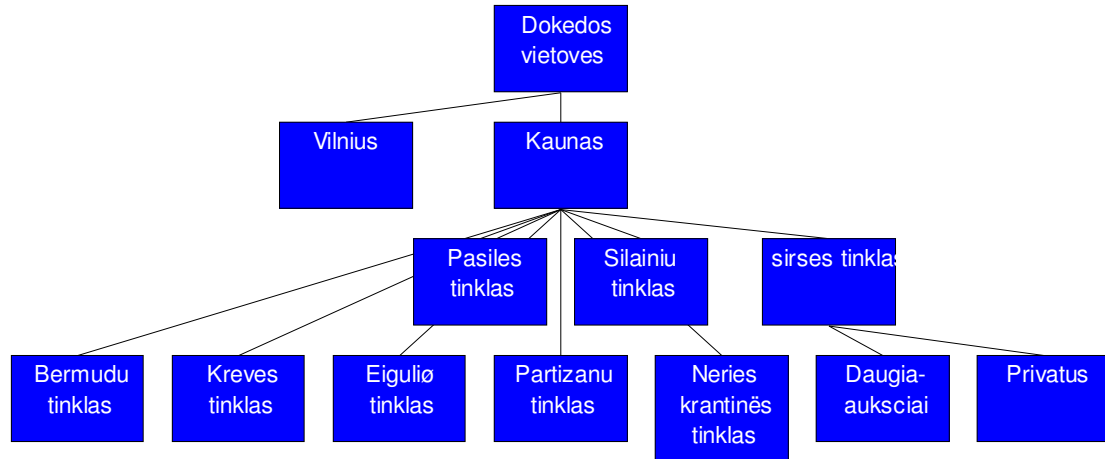 Dokedos
vietoves
Vilnius
Kaunas
Pasiles
tinklas
Silainiu
tinklas
sirses tinklas
Bermudu
tinklas
Kreves
tinklas
Eiguliø
tinklas
Partizanu
tinklas
Neries
krantinës
tinklas
Daugia-
auksciai
Privatus